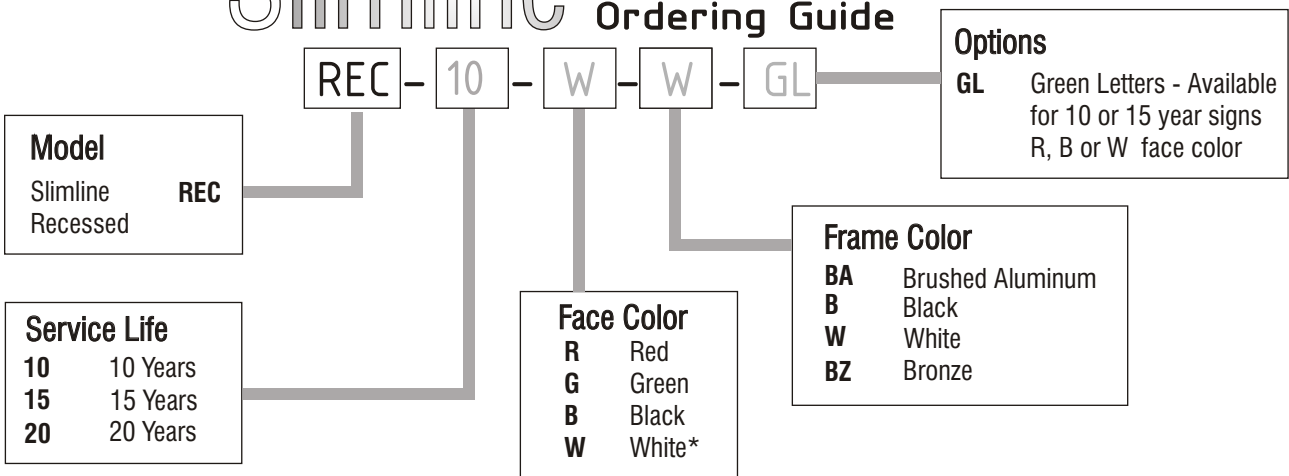 Slimline Ordering Guide
REC - 10 - W - W - GL
Options
GL Green Letters - Available
for 10 or 15 year signs
R, B or W face color
Model
Slimline REC
Recessed
Service Life
10 10 Years
15 15 Years
20 20 Years
Face Color
R Red
G Green
B Black
W White*
Frame Color
BA Brushed Aluminum
B Black
W White
BZ Bronze